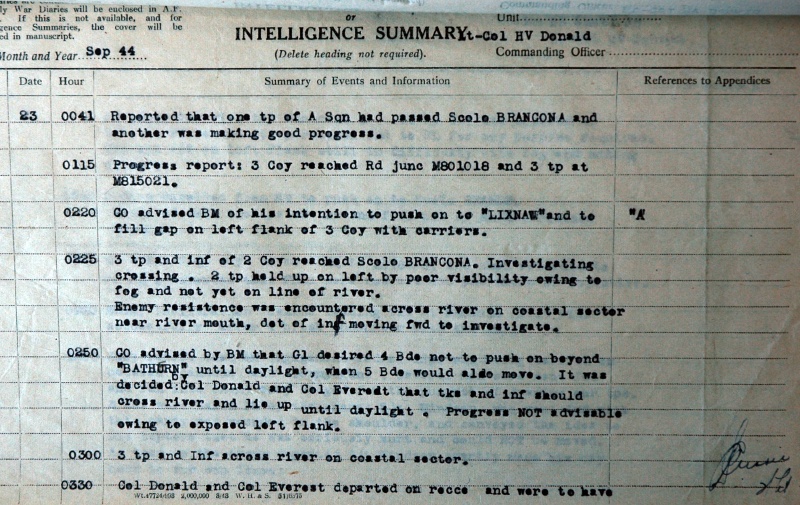 War Diaries will be enclosed in A.F.
If this is not available, and for
gence Summaries, the cover will be
ed in manuscript.
or
INTELLIGENCE SUMMARY
(Delete heading not required).
Unit
Lt-Col HV Donald
Commanding Officer
Month and Year Sep 44
Date Hour Summary of Events and Information References to Appendices
23 0041 Reported that one tp of A Sqn had passed Scolo BRANCONA and
another was making good progress.
0115 Progress report: 3 Coy reached Rd junc M801018 and 3 tp at
M815021.
0220 CO advised BM of his intention to push on to "LIXNAW"and to "A
fill gap on left flank of 3 Coy with carriers.
0225 3 tp and inf of 2 Coy reached Scolo BRANCONA. Investigating
crossing . 2 tp held up on left by poor visibility owing to
fog and not yet on line of river.
Enemy resistence was encountered across river on coastal sector
near river mouth, det of inf moving fwd to investigate.
0250 CO advised by BM that G1 desired 4 Bde not to push on beyond
"BATHURN" until daylight, when 5 Bde would also move. It was
decided by Col Donald and Col Everest that tks and inf should
cross river and lie up until daylight . Progress NOT advisable
owing to exposed left flank.
0300 3 tp and Inf across river on coastal sector.
0330 Col Donald and Col Everest departed on recce and were to have